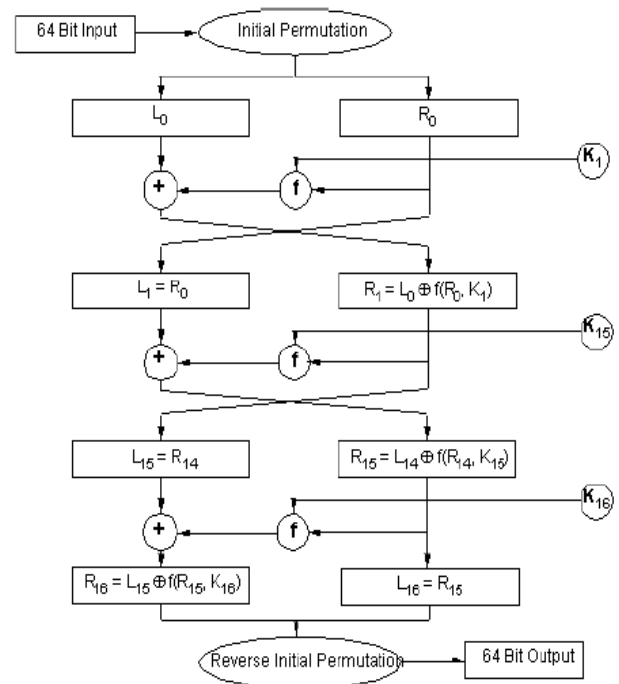 64 Bit Input
Initial Permutation
L₀
R₀
K₁
+
f
L₁ = R₀
R₁ = L₀ ⊕ f(R₀, K₁)
K₁₅
+
f
L₁₅ = R₁₄
R₁₅ = L₁₄ ⊕ f(R₁₄, K₁₅)
K₁₆
+
f
R₁₆ = L₁₅ ⊕ f(R₁₅, K₁₆)
L₁₆ = R₁₅
Reverse Initial Permutation
64 Bit Output